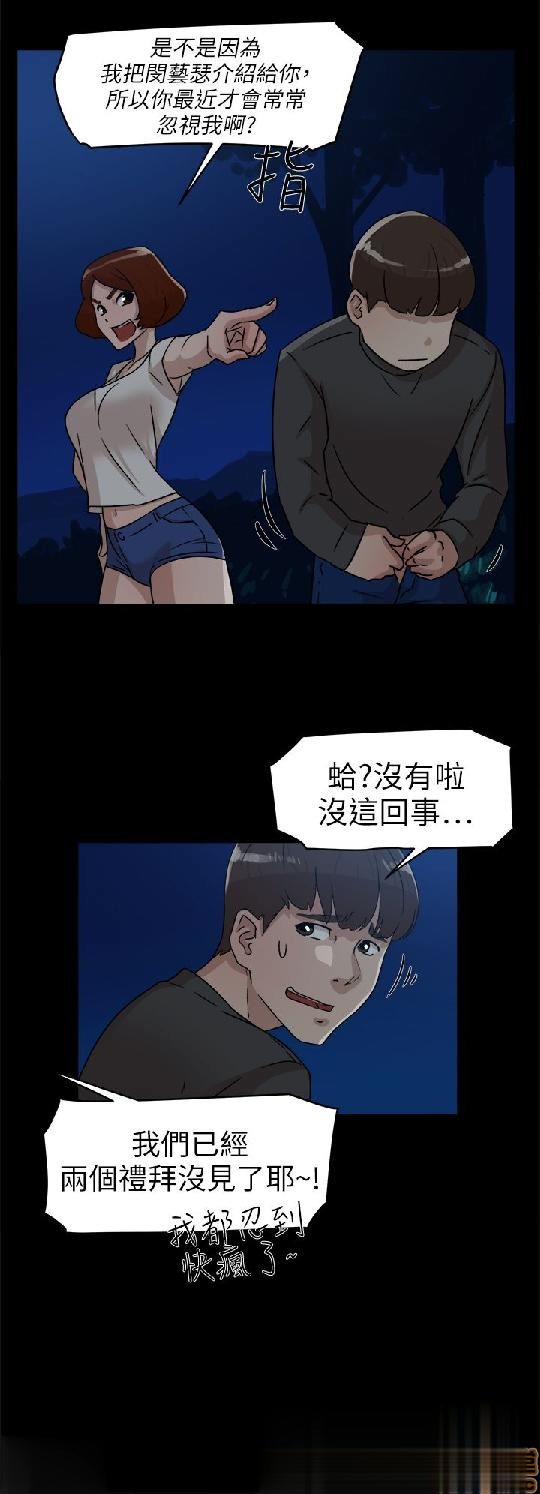 是不是因為
我把閔藝瑟介紹給你，
所以你最近才會常常
忽視我啊?
指
蛤?沒有啦
沒這回事...
我們已經
兩個禮拜沒見了耶~!
我都忍到
快瘋了~